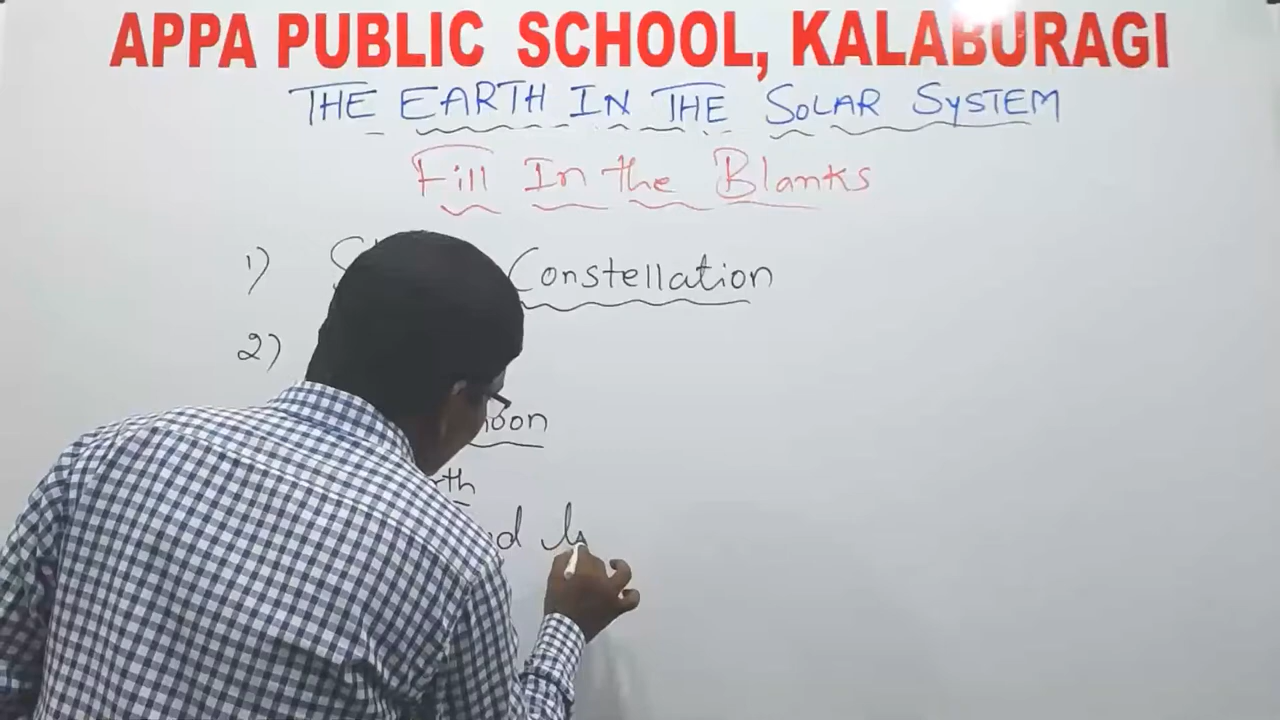 APPA PUBLIC SCHOOL, KALABURAGI
THE EARTH IN THE SOLAR SYSTEM
Fill In the Blanks
1) Constellation
2)